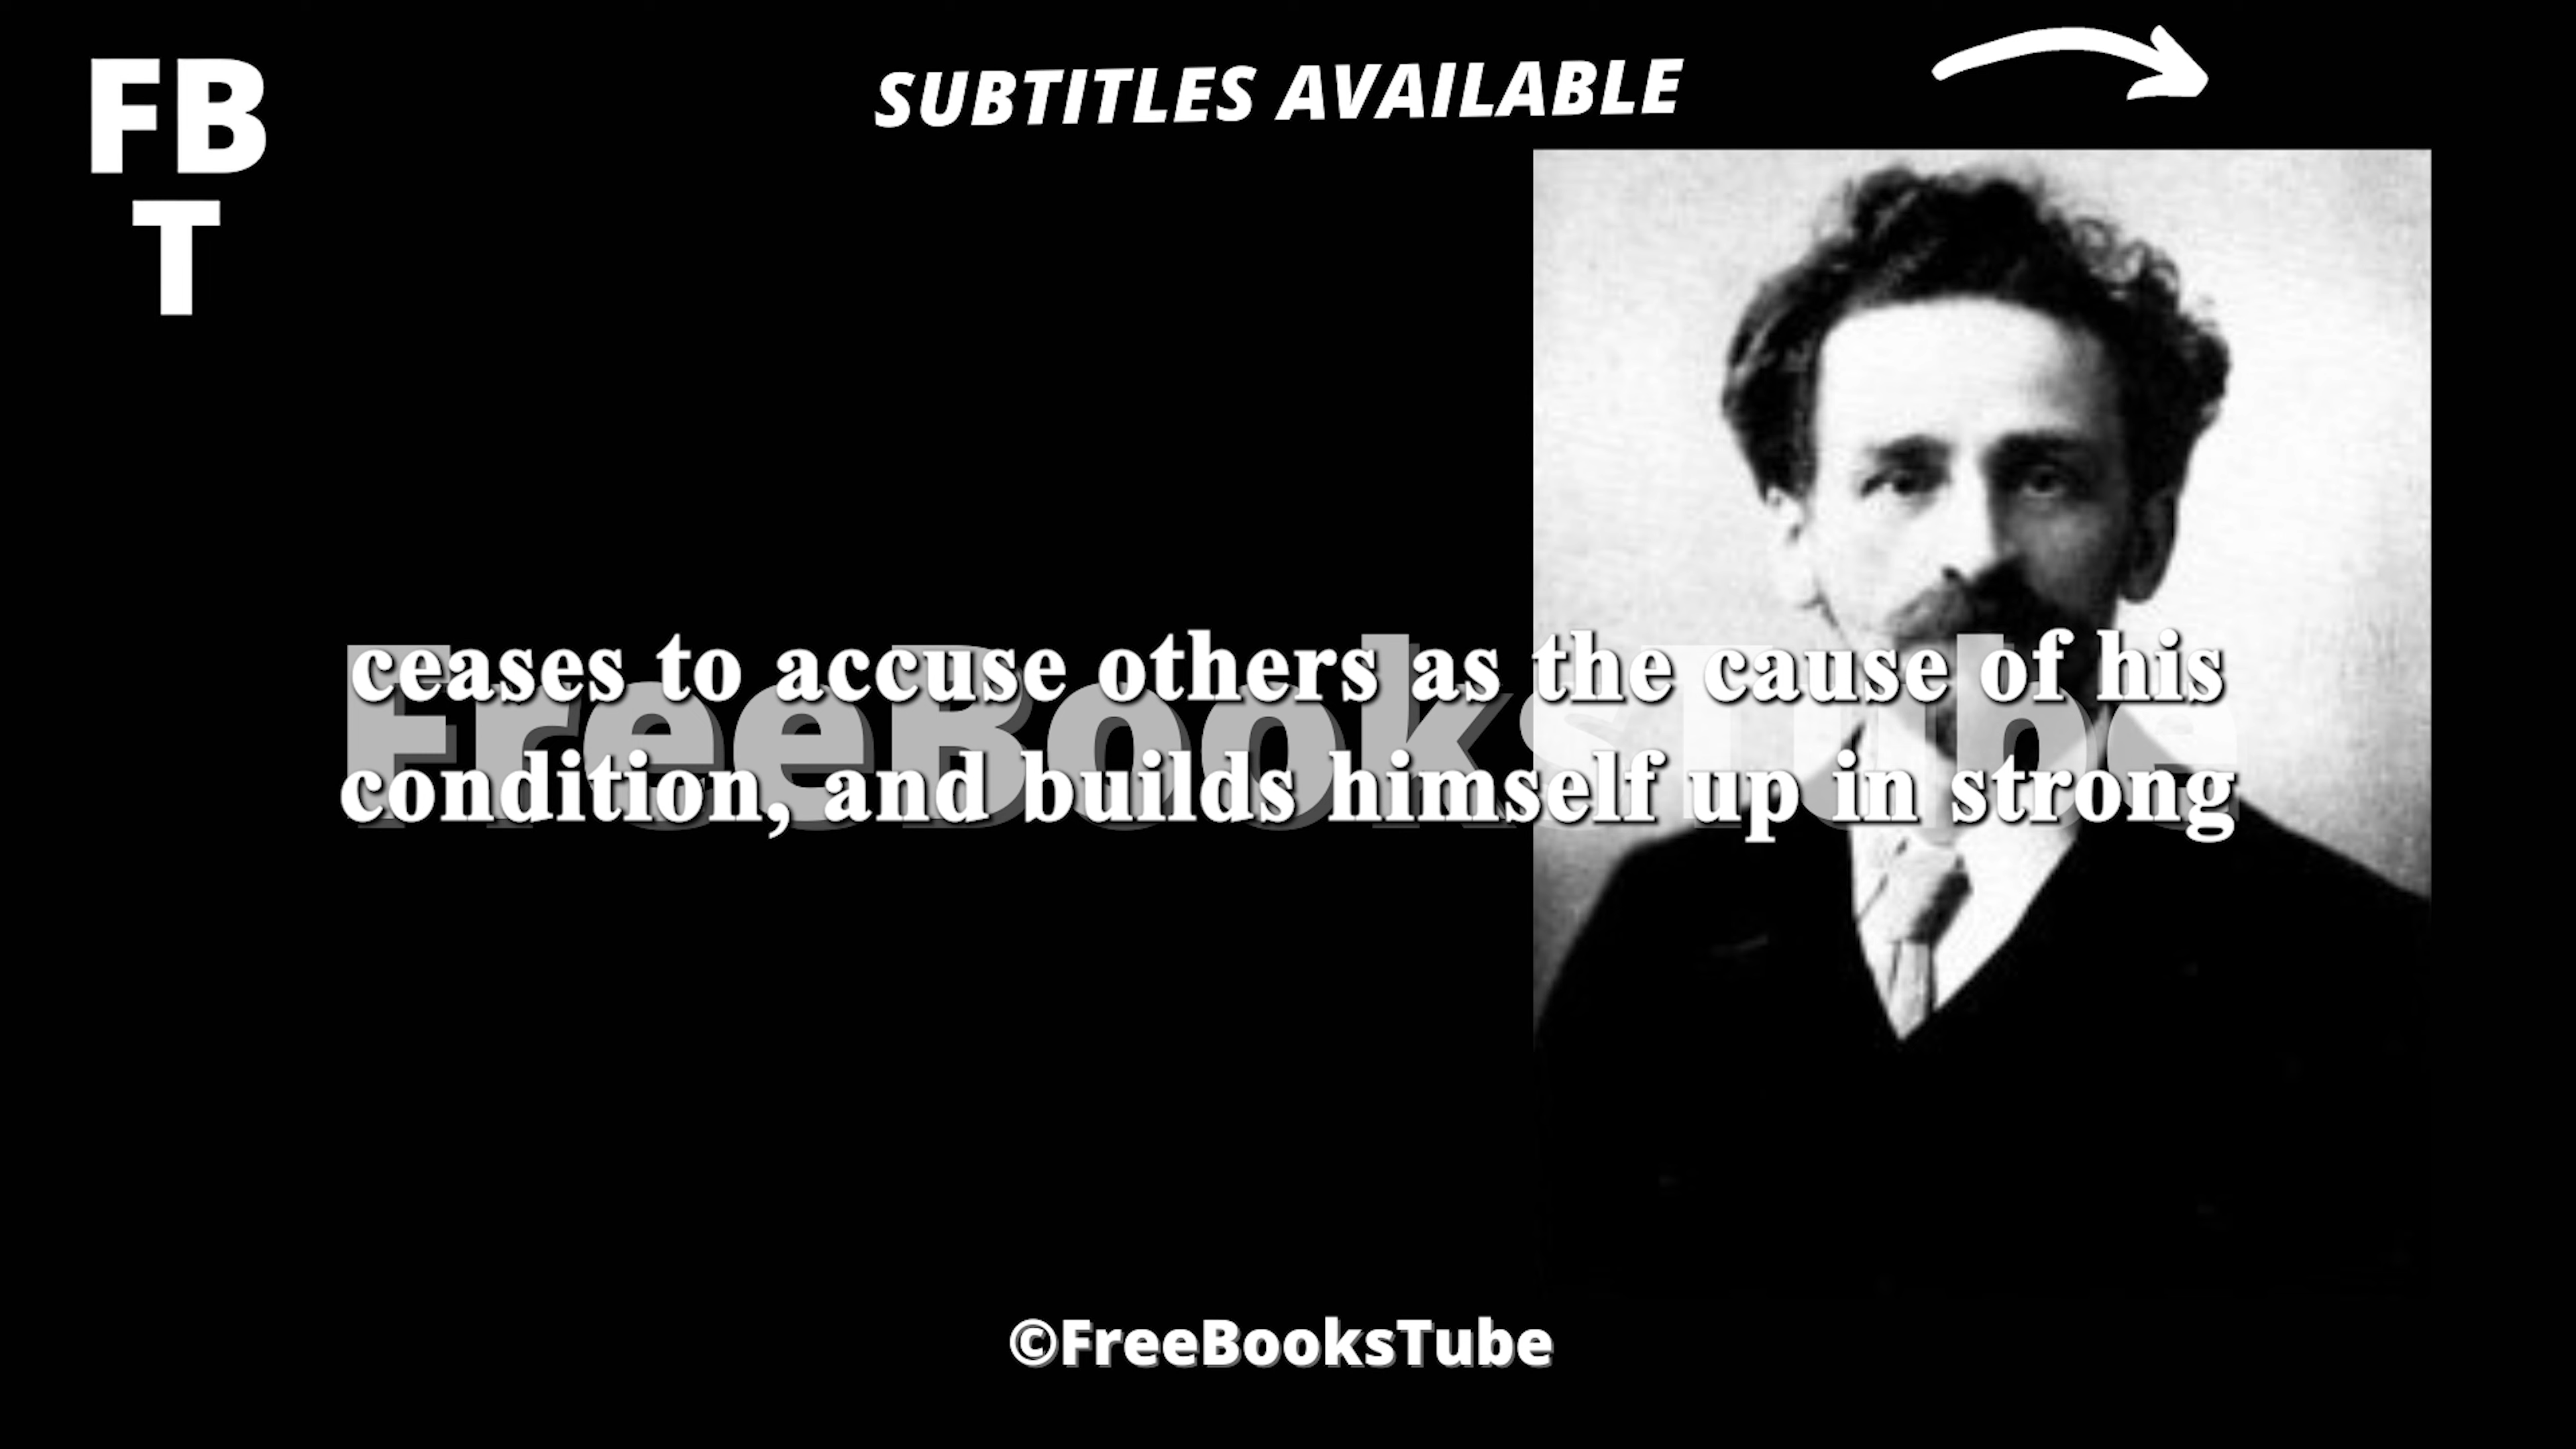 FB
T
SUBTITLES AVAILABLE
FreeBooksTube
ceases to accuse others as the cause of his
condition, and builds himself up in strong
©FreeBooksTube